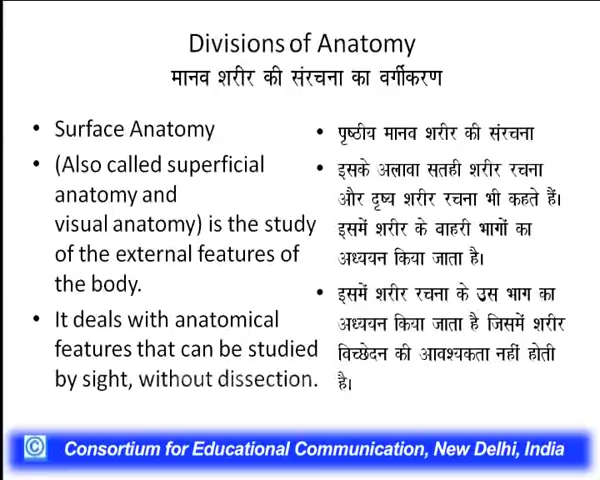 Divisions of Anatomy
मानव शरीर की संरचना का वर्गीकरण
• Surface Anatomy
• (Also called superficial
anatomy and
visual anatomy) is the study
of the external features of
the body.
• It deals with anatomical
features that can be studied
by sight, without dissection.
• पृष्ठीय मानव शरीर की संरचना
• इसके अलावा सतही शरीर रचना
और दृष्य शरीर रचना भी कहते हैं।
इसमें शरीर के वाहरी भागों का
अध्ययन किया जाता है।
• इसमें शरीर रचना के उस भाग का
अध्ययन किया जाता है जिसमें शरीर
विच्छेदन की आवश्यकता नहीं होती
है।
© Consortium for Educational Communication, New Delhi, India